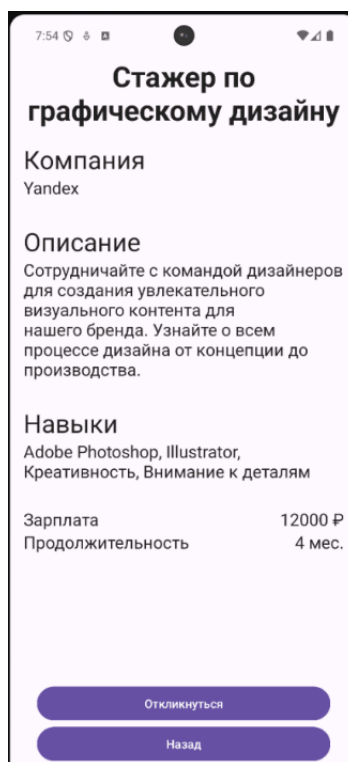 7:54
Стажер по
графическому дизайну
Компания
Yandex
Описание
Сотрудничайте с командой дизайнеров
для создания увлекательного
визуального контента для
нашего бренда. Узнайте о всем
процессе дизайна от концепции до
производства.
Навыки
Adobe Photoshop, Illustrator,
Креативность, Внимание к деталям
Зарплата 12000 ₽
Продолжительность 4 мес.
Откликнуться
Назад